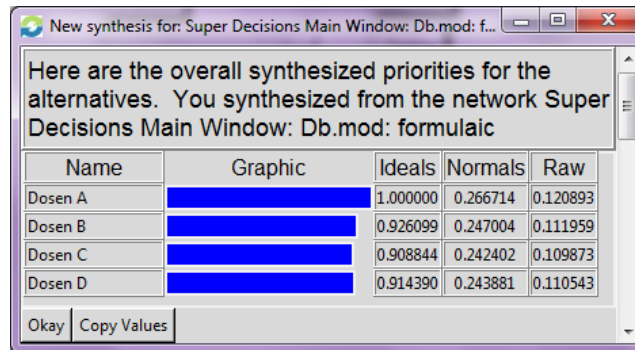 New synthesis for: Super Decisions Main Window: Db.mod: f...
Here are the overall synthesized priorities for the
alternatives. You synthesized from the network Super
Decisions Main Window: Db.mod: formulaic
Name Graphic Ideals Normals Raw
Dosen A 1.000000 0.266714 0.120893
Dosen B 0.926099 0.247004 0.111959
Dosen C 0.908844 0.242402 0.109873
Dosen D 0.914390 0.243881 0.110543
Okay Copy Values